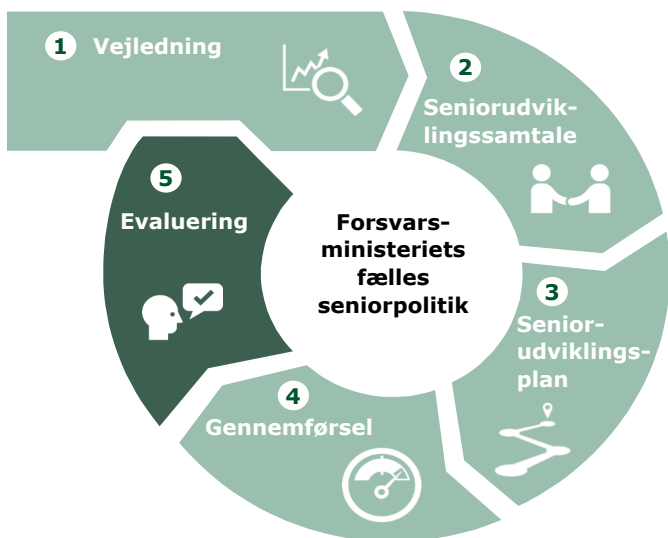 1 Vejledning
2
Seniorudvik-
lingssamtale
3
Senior-
udviklings-
plan
4
Gennemførsel
5
Evaluering
Forsvars-
ministeriets
fælles
seniorpolitik